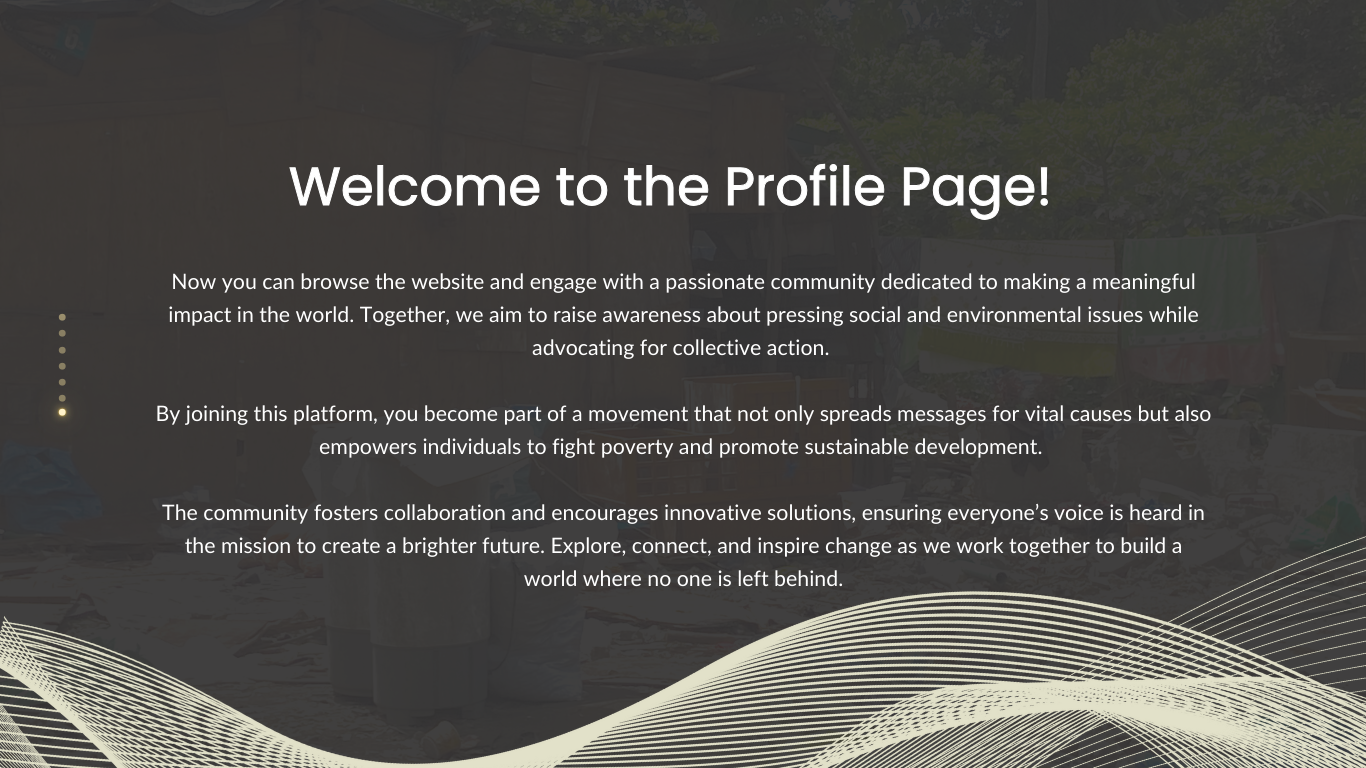 Welcome to the Profile Page!
Now you can browse the website and engage with a passionate community dedicated to making a meaningful
impact in the world. Together, we aim to raise awareness about pressing social and environmental issues while
advocating for collective action.
By joining this platform, you become part of a movement that not only spreads messages for vital causes but also
empowers individuals to fight poverty and promote sustainable development.
The community fosters collaboration and encourages innovative solutions, ensuring everyone’s voice is heard in
the mission to create a brighter future. Explore, connect, and inspire change as we work together to build a
world where no one is left behind.